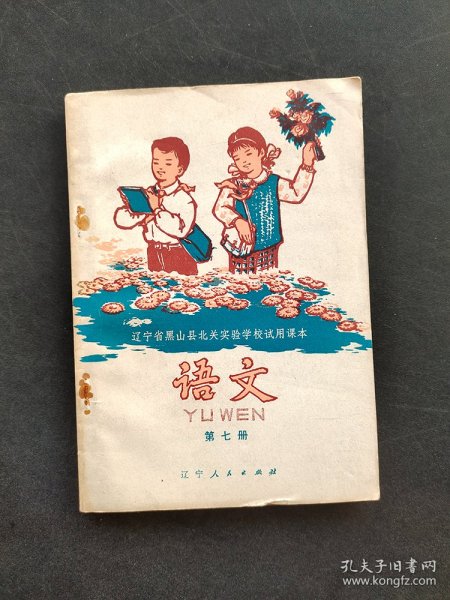 辽宁省黑山县北关实验学校试用课本
语文
YUWEN
第七册
辽宁人民出版社
孔夫子旧书网
www.kongfz.com